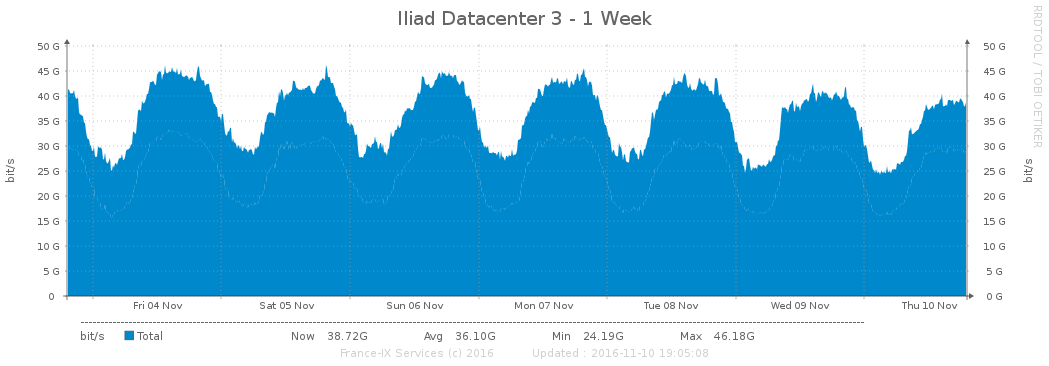 Iliad Datacenter 3 - 1 Week
RRDTOOL / TOBI OETIKER
50 G 50 G
45 G 45 G
40 G 40 G
35 G 35 G
30 G 30 G
25 G 25 G
20 G 20 G
15 G 15 G
10 G 10 G
5 G 5 G
0 0 G
bit/s bit/s
Fri 04 Nov Sat 05 Nov Sun 06 Nov Mon 07 Nov Tue 08 Nov Wed 09 Nov Thu 10 Nov
bit/s Total Now 38.72G Avg 36.10G Min 24.19G Max 46.18G
France-IX Services (c) 2016 Updated : 2016-11-10 19:05:08